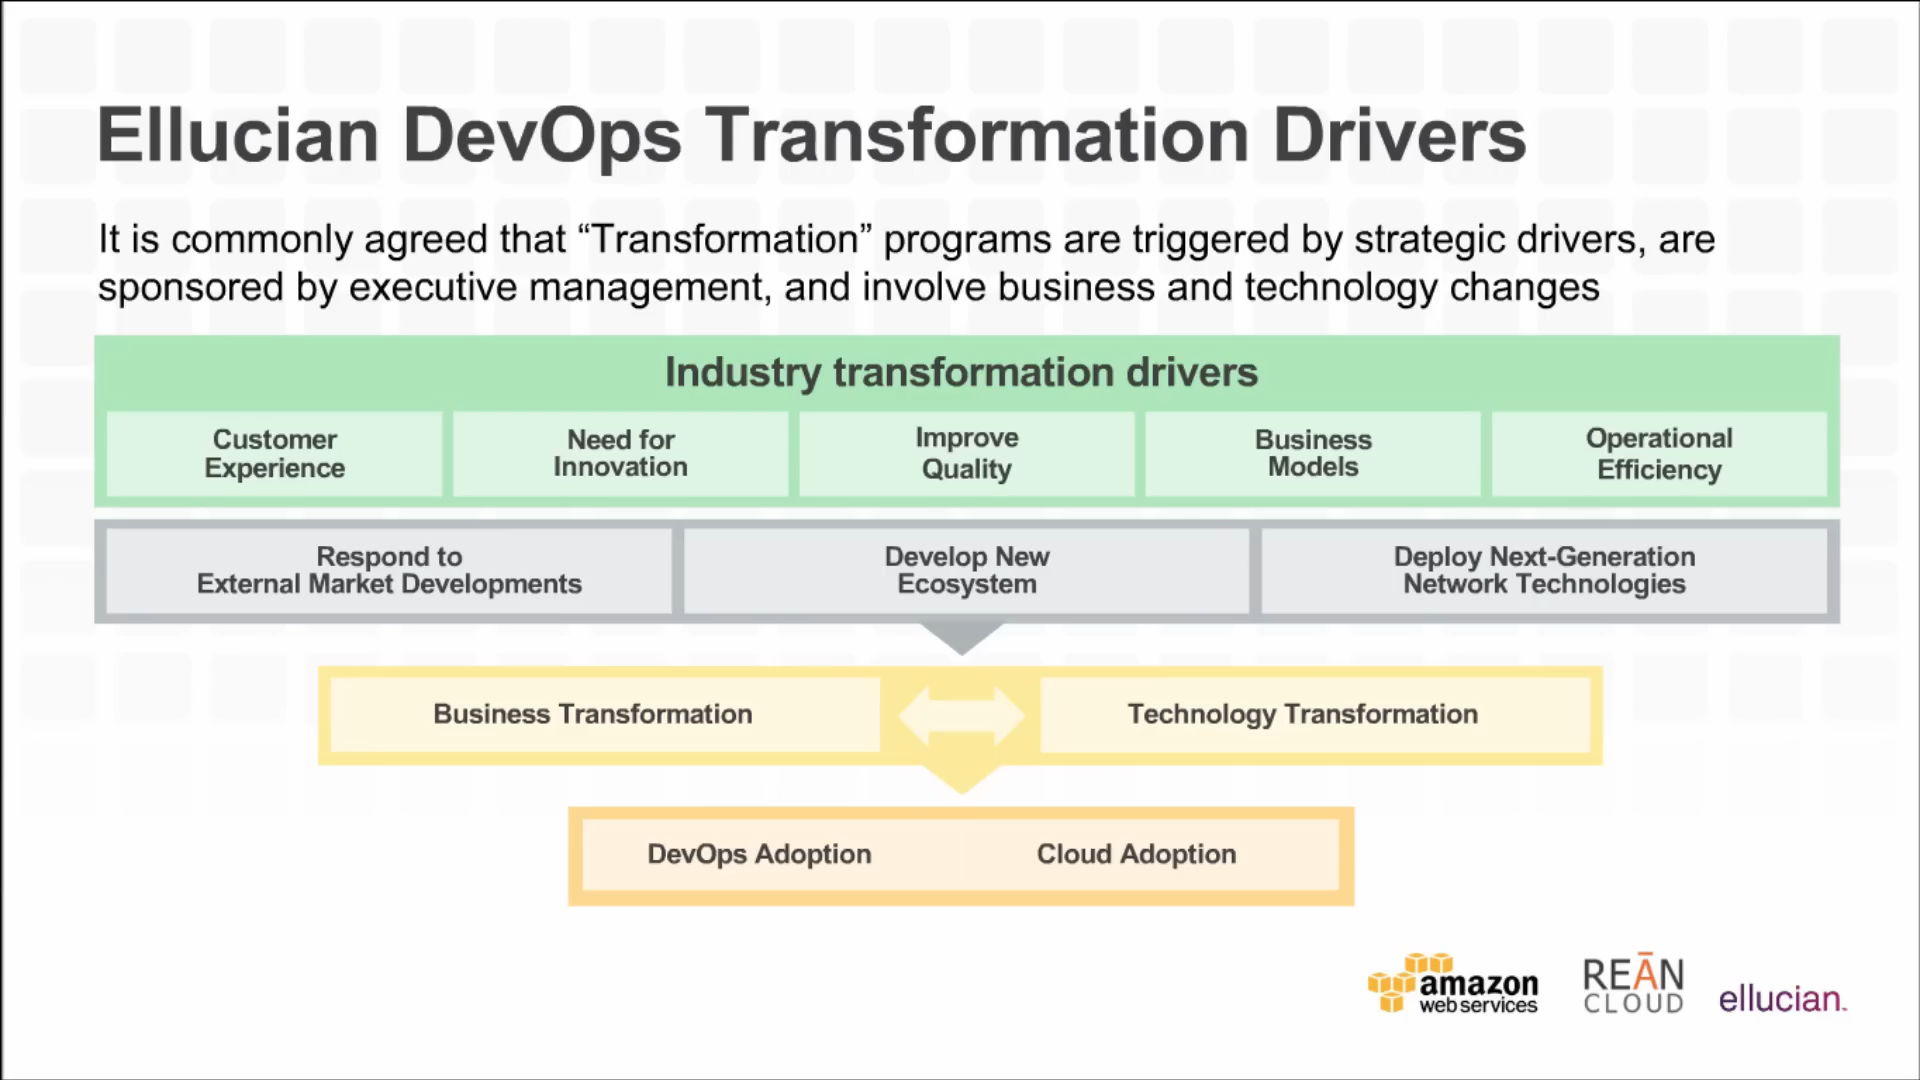 Ellucian DevOps Transformation Drivers
It is commonly agreed that “Transformation” programs are triggered by strategic drivers, are
sponsored by executive management, and involve business and technology changes
Industry transformation drivers
Customer
Experience
Need for
Innovation
Improve
Quality
Business
Models
Operational
Efficiency
Respond to
External Market Developments
Develop New
Ecosystem
Deploy Next-Generation
Network Technologies
Business Transformation
Technology Transformation
DevOps Adoption
Cloud Adoption
amazon
webservices
REĀN
CLOUD
ellucian.